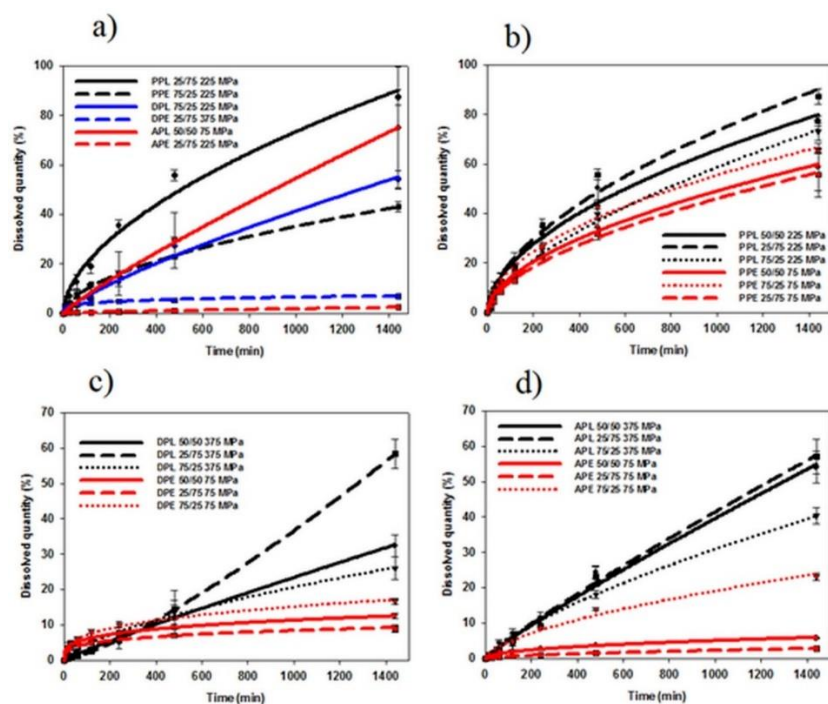 a)
Dissolved quantity (%)
100
80
60
40
20
0
PPL 25/75 225 MPa
PPE 75/25 225 MPa
DPL 75/25 225 MPa
DPE 25/75 375 MPa
APL 50/50 75 MPa
APE 25/75 225 MPa
0 200 400 600 800 1000 1200 1400
Time (min)
b)
Dissolved quantity (%)
100
80
60
40
20
0
PPL 50/50 225 MPa
PPL 25/75 225 MPa
PPL 75/25 225 MPa
PPE 50/50 75 MPa
PPE 75/25 75 MPa
PPE 25/75 75 MPa
0 200 400 600 800 1000 1200 1400
Time (min)
c)
Dissolved quantity (%)
70
60
50
40
30
20
10
0
DPL 50/50 375 MPa
DPL 25/75 375 MPa
DPL 75/25 375 MPa
DPE 50/50 75 MPa
DPE 25/75 75 MPa
DPE 75/25 75 MPa
0 200 400 600 800 1000 1200 1400
Time (min)
d)
Dissolved quantity (%)
70
60
50
40
30
20
10
0
APL 50/50 375 MPa
APL 25/75 375 MPa
APL 75/25 375 MPa
APE 50/50 75 MPa
APE 25/75 75 MPa
APE 75/25 75 MPa
0 200 400 600 800 1000 1200 1400
Time (min)